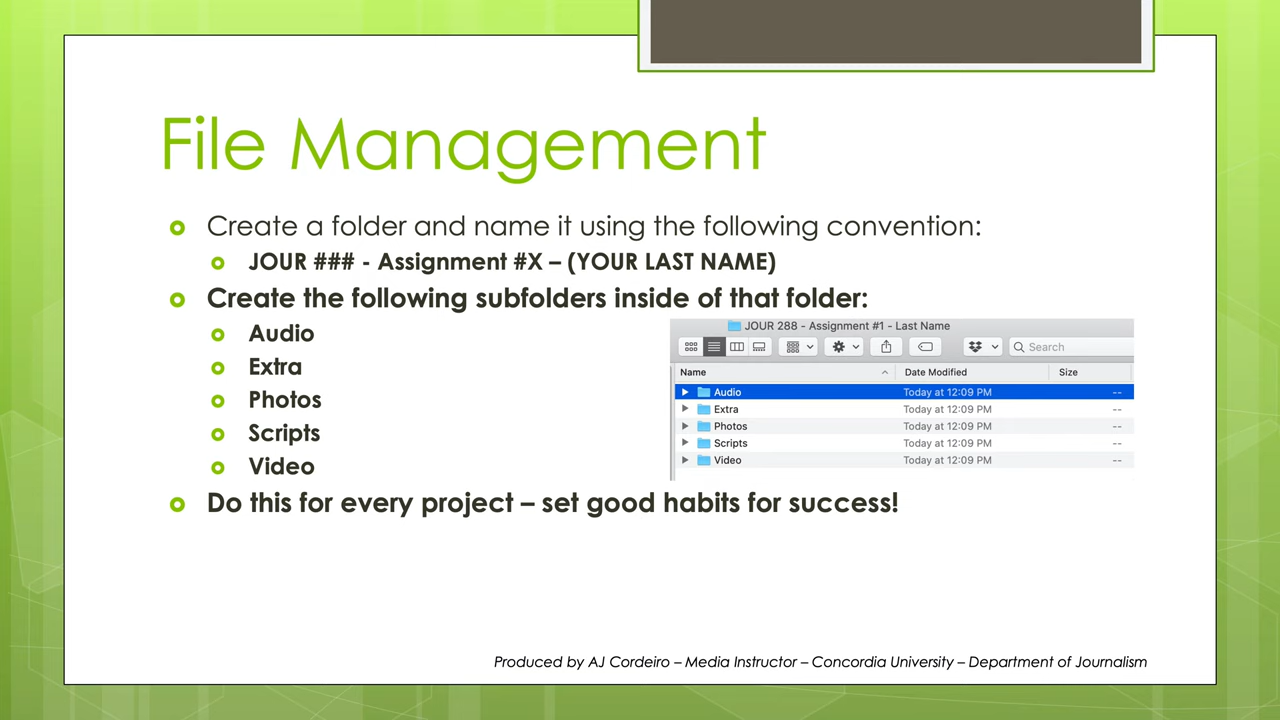 File Management
Create a folder and name it using the following convention:
JOUR ### - Assignment #X – (YOUR LAST NAME)
Create the following subfolders inside of that folder:
Audio
Extra
Photos
Scripts
Video
JOUR 288 - Assignment #1 - Last Name
Search
Name Date Modified Size
Audio Today at 12:09 PM --
Extra Today at 12:09 PM --
Photos Today at 12:09 PM --
Scripts Today at 12:09 PM --
Video Today at 12:09 PM --
Do this for every project – set good habits for success!
Produced by AJ Cordeiro – Media Instructor – Concordia University – Department of Journalism